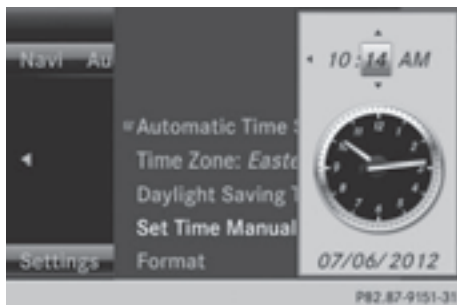 Navi Au
10:14 AM
Automatic Time S
Time Zone: Easte
Daylight Saving T
Set Time Manual
Settings
Format
07/06/2012
P82.87-9151-31